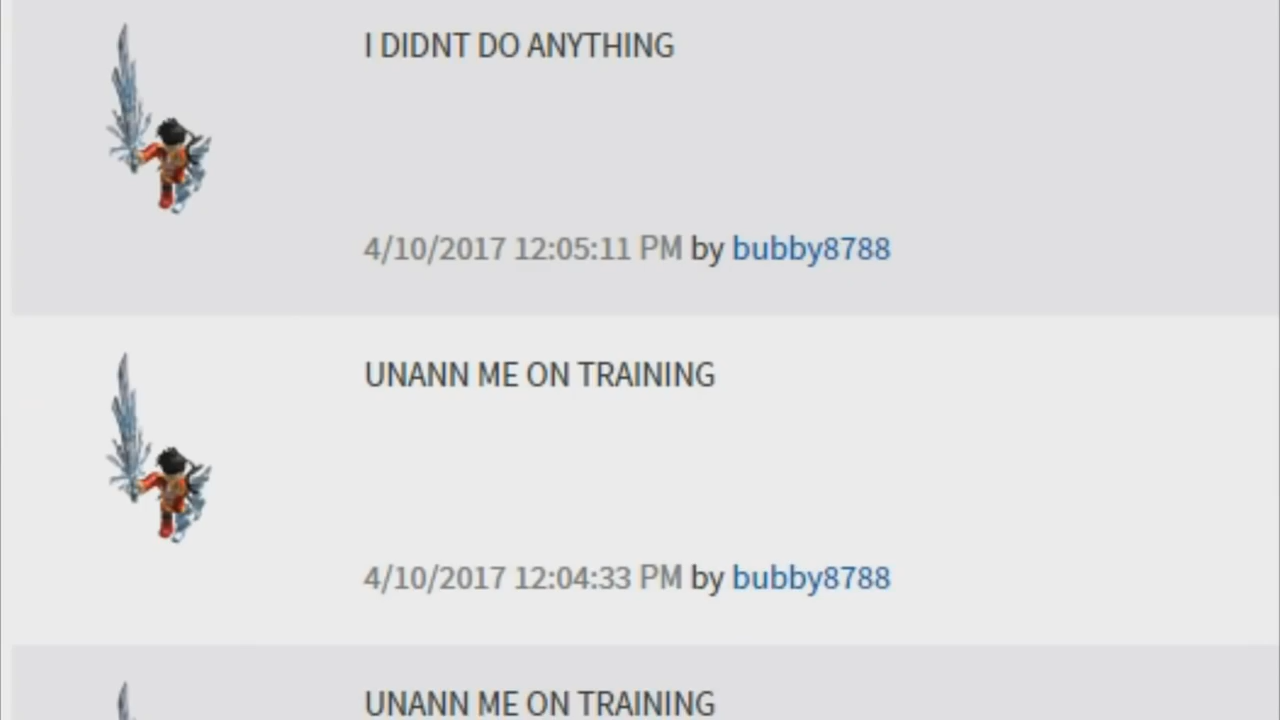 I DIDNT DO ANYTHING
4/10/2017 12:05:11 PM by bubby8788
UNANN ME ON TRAINING
4/10/2017 12:04:33 PM by bubby8788
UNANN ME ON TRAINING